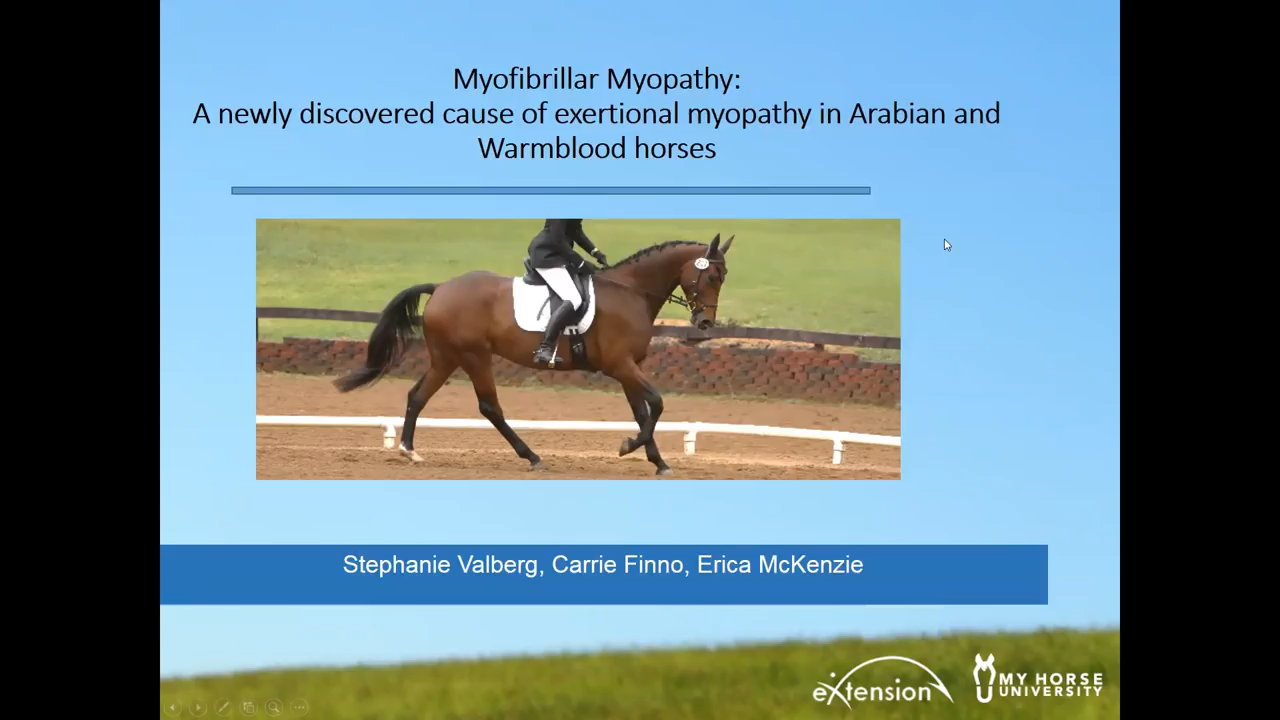 Myofibrillar Myopathy:
A newly discovered cause of exertional myopathy in Arabian and
Warmblood horses
Stephanie Valberg, Carrie Finno, Erica McKenzie
eXtension
MY HORSE
UNIVERSITY